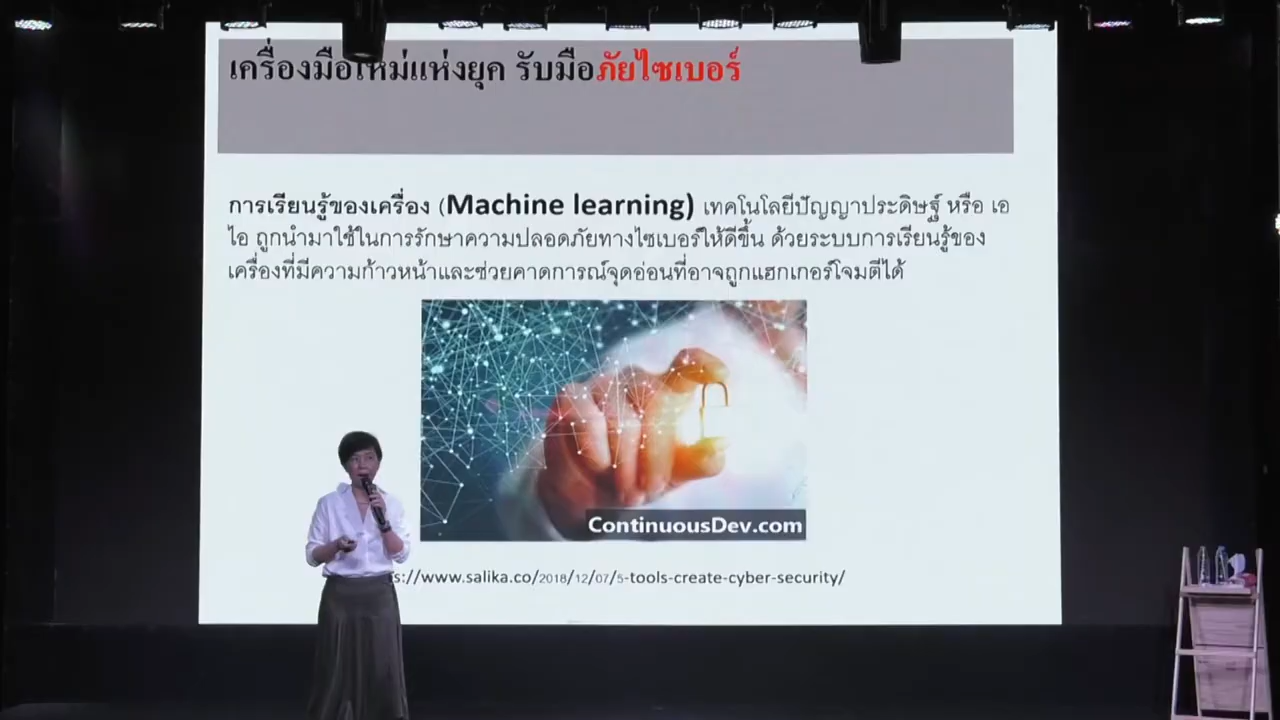 เครื่องมือใหม่แห่งยุค รับมือภัยไซเบอร์
การเรียนรู้ของเครื่อง (Machine learning) เทคโนโลยีปัญญาประดิษฐ์ หรือ เอ
ไอ ถูกนำมาใช้ในการรักษาความปลอดภัยทางไซเบอร์ให้ดีขึ้น ด้วยระบบการเรียนรู้ของ
เครื่องที่มีความก้าวหน้าและช่วยคาดการณ์จุดอ่อนที่อาจถูกแฮกเกอร์โจมตีได้
ContinuousDev.com
s://www.salika.co/2018/12/07/5-tools-create-cyber-security/